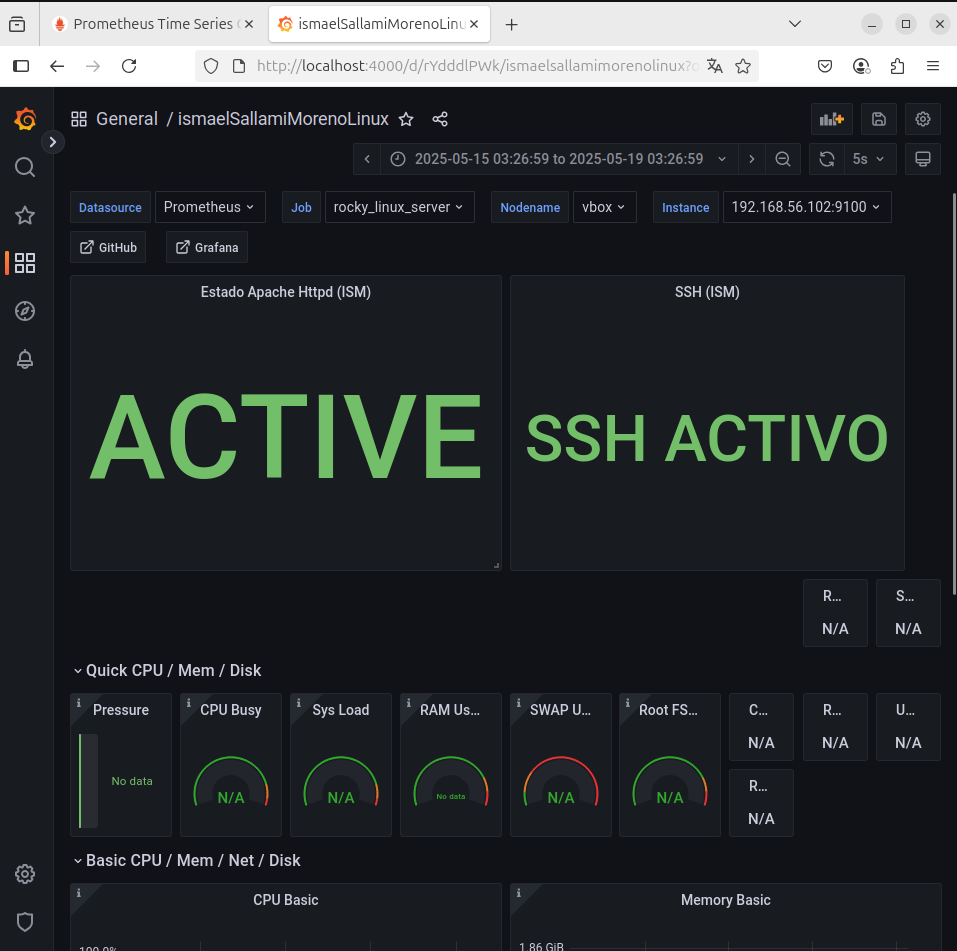 Prometheus Time Series
ismaelSallamiMorenoLinu
http://localhost:4000/d/rYdddlPWk/ismaelsallamimorenolinux?o
General / ismaelSallamiMorenoLinux
2025-05-15 03:26:59 to 2025-05-19 03:26:59
5s
Datasource Prometheus Job rocky_linux_server Nodename vbox Instance 192.168.56.102:9100
GitHub Grafana
Estado Apache Httpd (ISM)
ACTIVE
SSH (ISM)
SSH ACTIVO
R... S...
N/A N/A
Quick CPU / Mem / Disk
Pressure CPU Busy Sys Load RAM Us... SWAP U... Root FS... C... R... U...
N/A N/A N/A
No data N/A N/A No data N/A N/A
R...
N/A
Basic CPU / Mem / Net / Disk
CPU Basic Memory Basic
100.0% 1.86 GiB